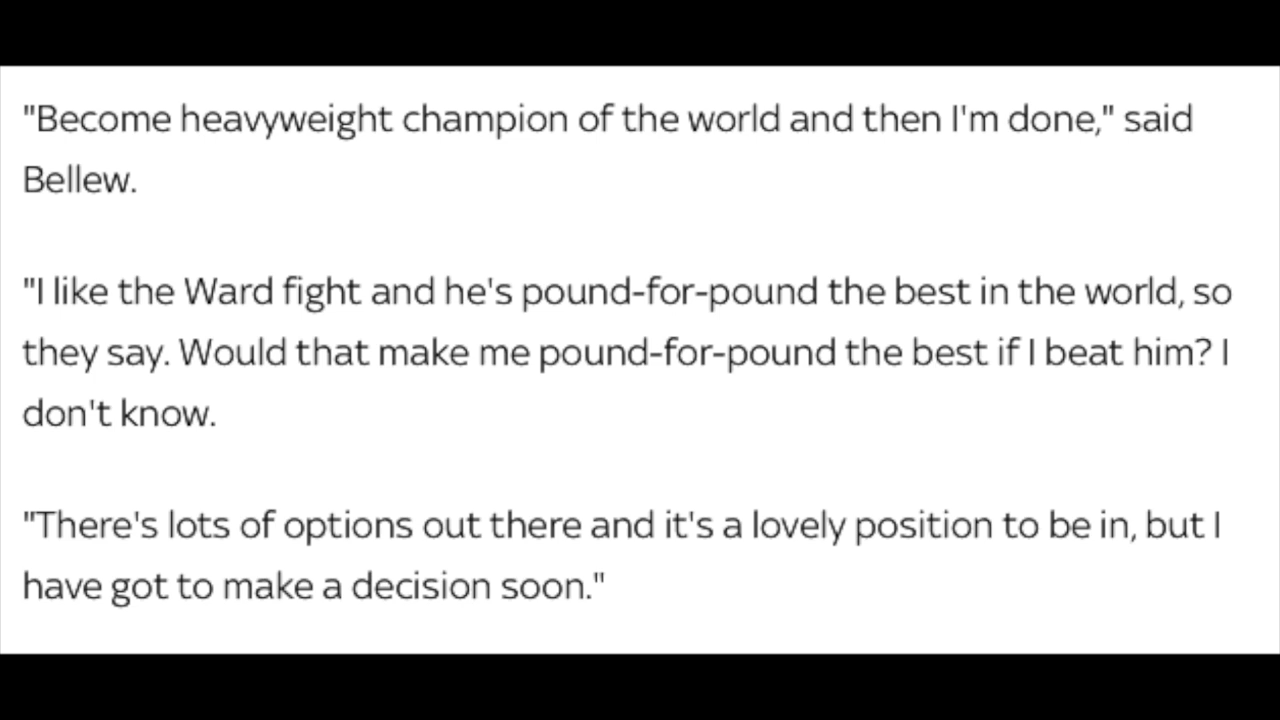 "Become heavyweight champion of the world and then I'm done," said
Bellew.
"I like the Ward fight and he's pound-for-pound the best in the world, so
they say. Would that make me pound-for-pound the best if I beat him? I
don't know.
"There's lots of options out there and it's a lovely position to be in, but I
have got to make a decision soon."